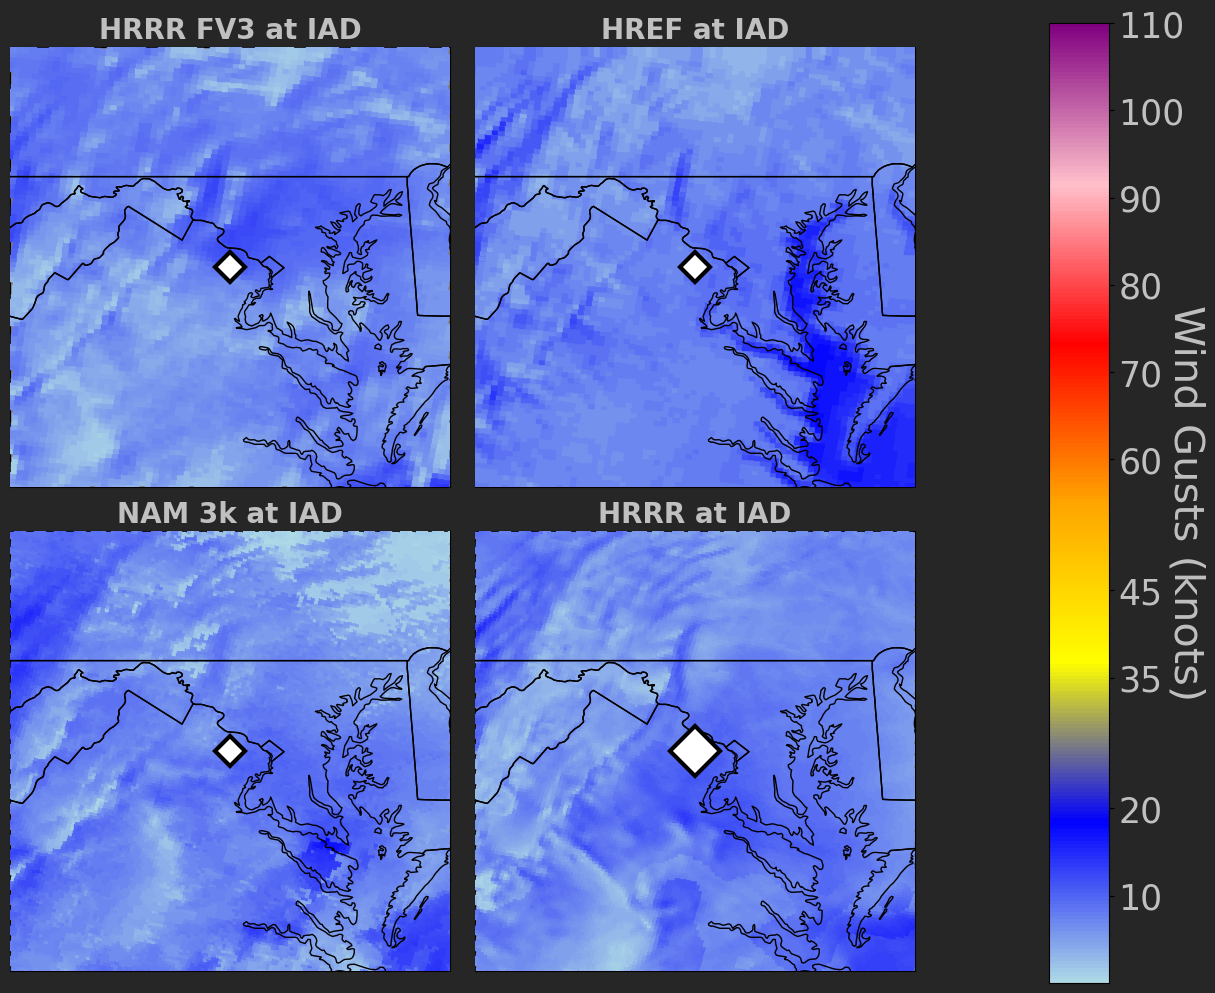 HRRR FV3 at IAD
HREF at IAD
NAM 3k at IAD
HRRR at IAD
110
100
90
80
70
60
45
35
20
10
Wind Gusts (knots)